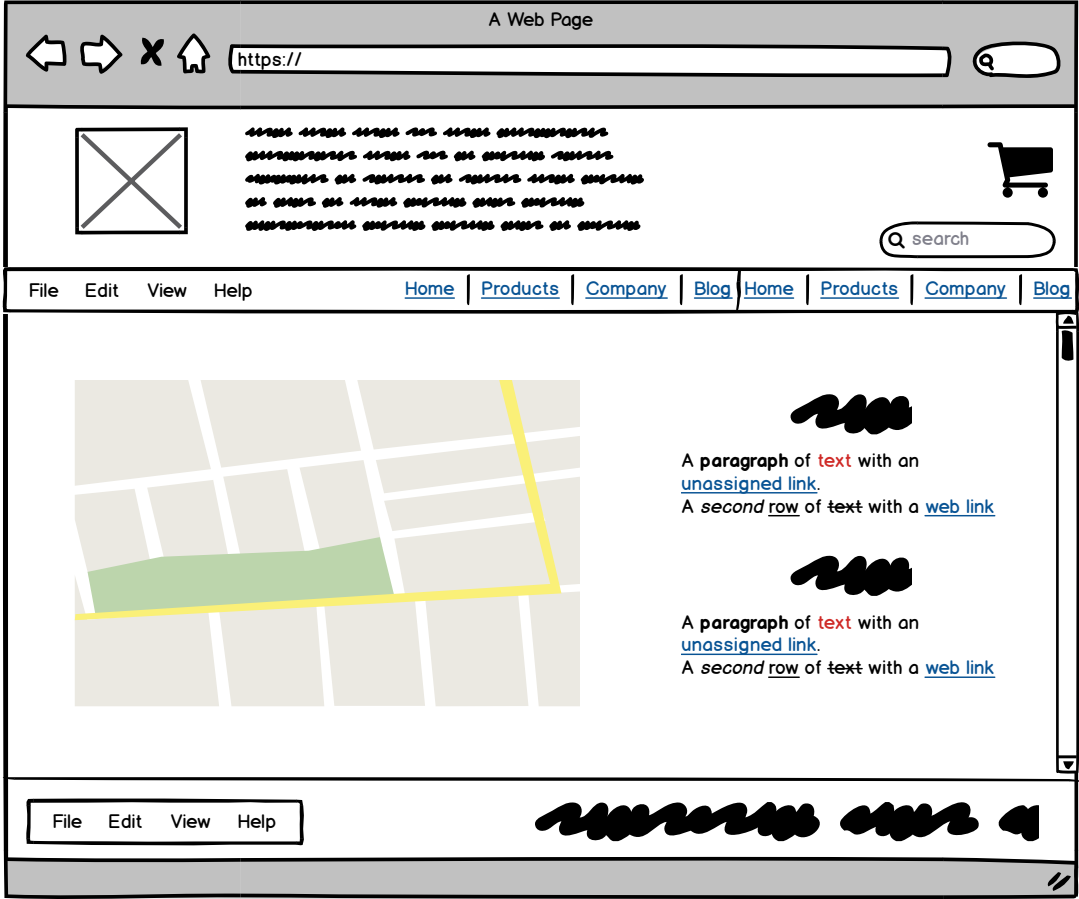 A Web Page
https://
search
File Edit View Help Home Products Company Blog Home Products Company Blog
A paragraph of text with an
unassigned link.
A second row of text with a web link
A paragraph of text with an
unassigned link.
A second row of text with a web link
File Edit View Help